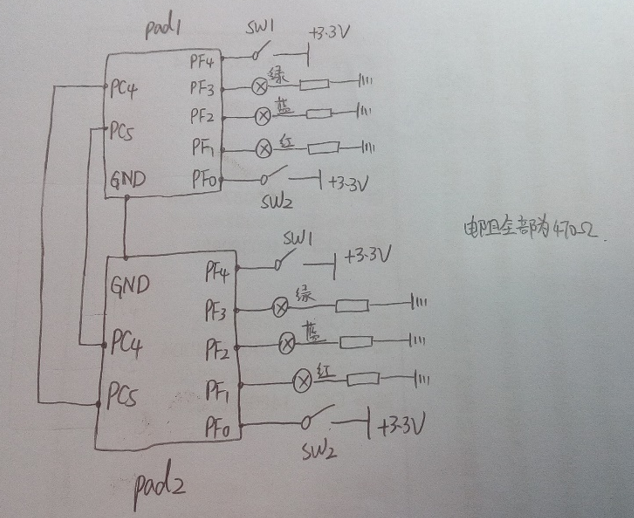 pad1
SW1
+3.3V
PF4
绿
PC4
PF3
蓝
PF2
PC5
红
PF1
GND
PF0
+3.3V
SW2
电阻全部为470Ω.
SW1
+3.3V
PF4
GND
绿
PF3
蓝
PC4
PF2
红
PF1
PC5
PF0
+3.3V
SW2
pad2